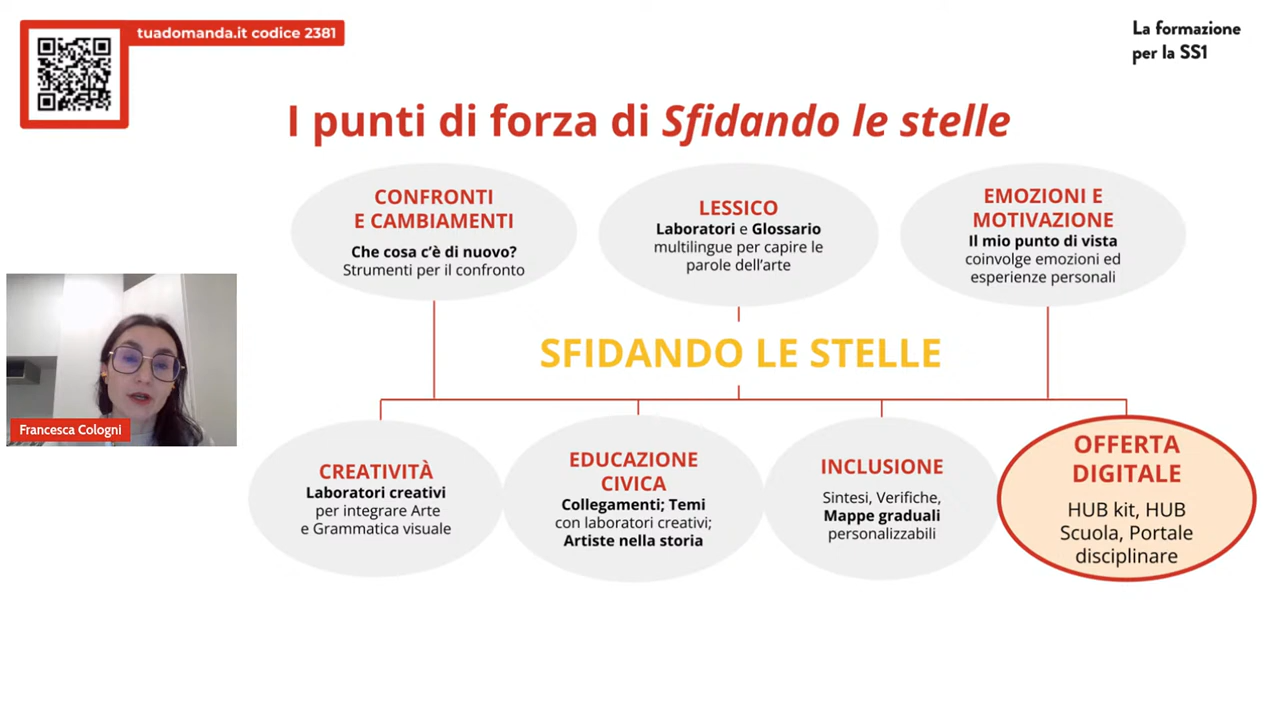 tuadomanda.it codice 2381
La formazione
per la SS1
I punti di forza di Sfidando le stelle
CONFRONTI
E CAMBIAMENTI
Che cosa c'è di nuovo?
Strumenti per il confronto
LESSICO
Laboratori e Glossario
multilingue per capire le
parole dell'arte
EMOZIONI E
MOTIVAZIONE
Il mio punto di vista
coinvolge emozioni ed
esperienze personali
SFIDANDO LE STELLE
Francesca Cologni
CREATIVITÀ
Laboratori creativi
per integrare Arte
e Grammatica visuale
EDUCAZIONE
CIVICA
Collegamenti; Temi
con laboratori creativi;
Artiste nella storia
INCLUSIONE
Sintesi, Verifiche,
Mappe graduali
personalizzabili
OFFERTA
DIGITALE
HUB kit, HUB
Scuola, Portale
disciplinare